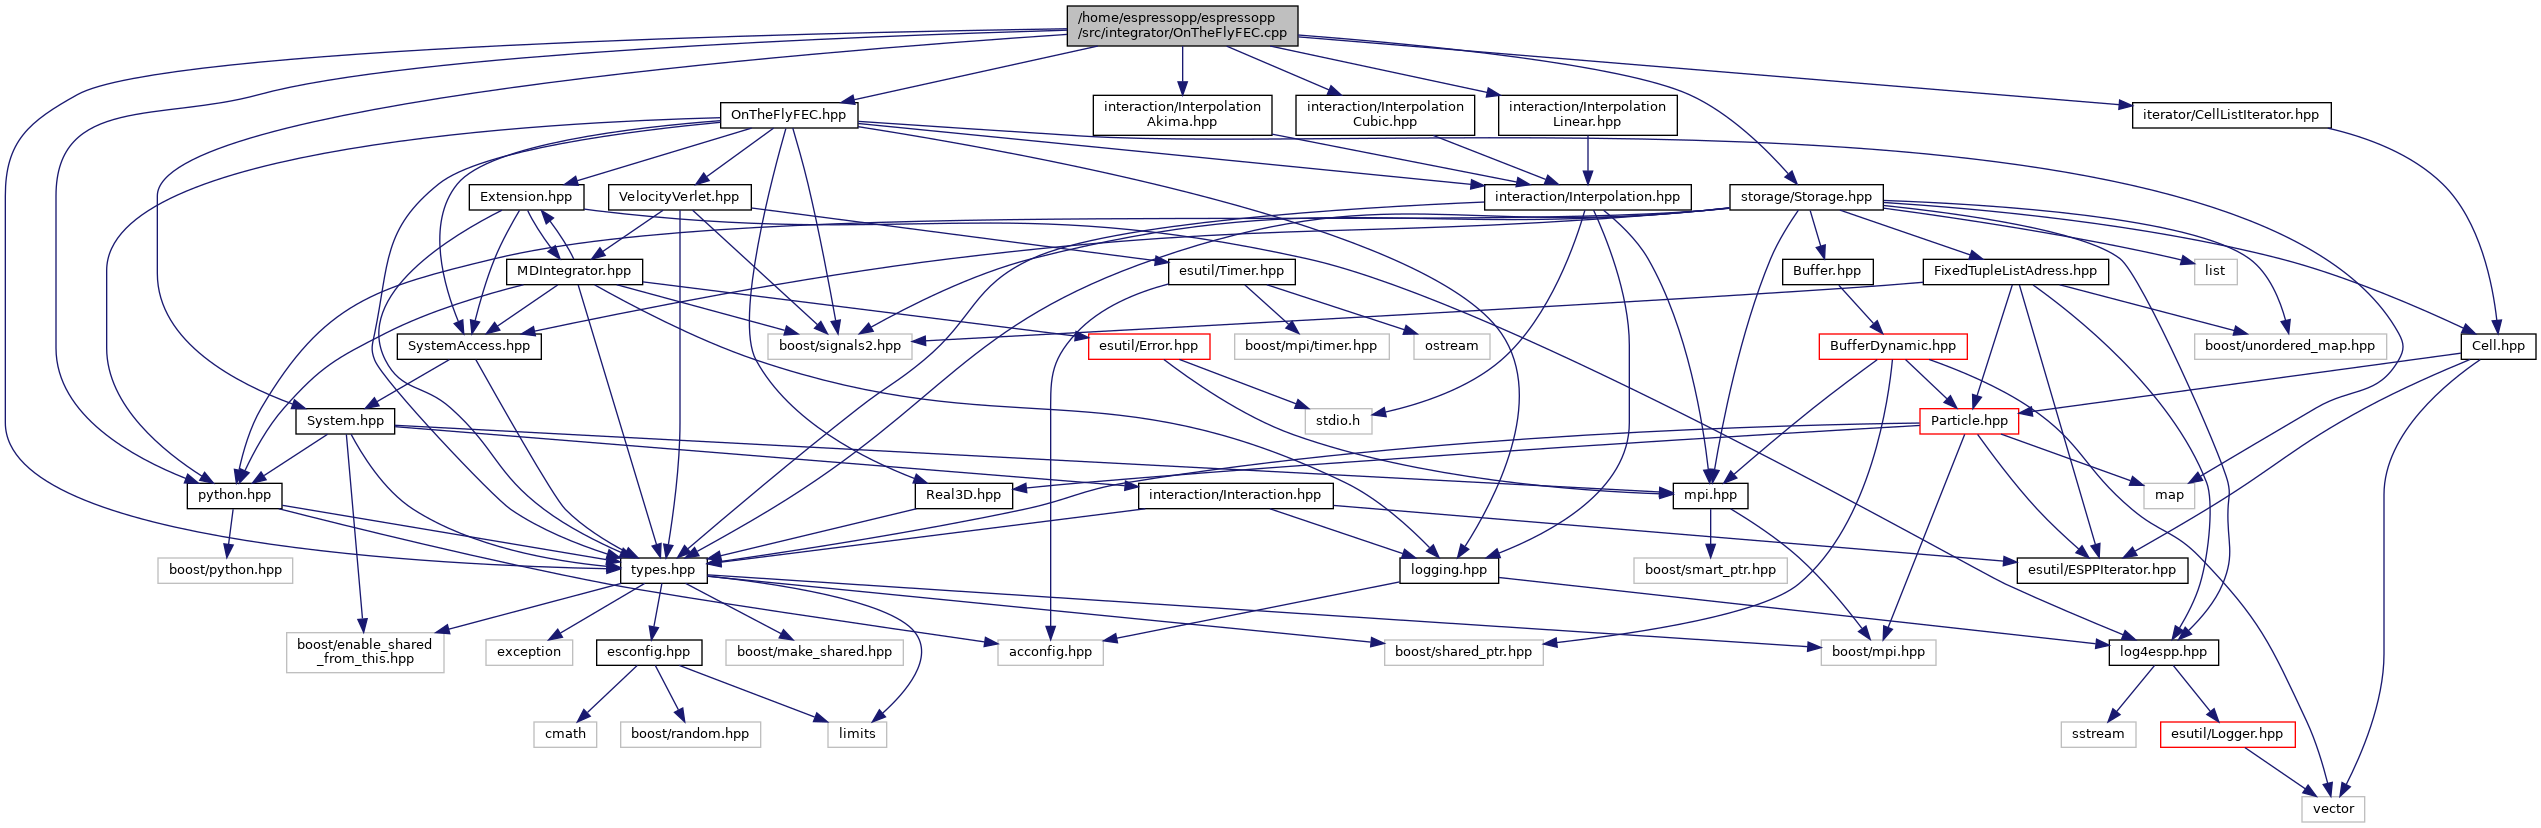 /home/espressopp/espressopp
/src/integrator/OnTheFlyFEC.cpp
OnTheFlyFEC.hpp
interaction/Interpolation
Akima.hpp
interaction/Interpolation
Cubic.hpp
interaction/Interpolation
Linear.hpp
iterator/CellListIterator.hpp
Extension.hpp
VelocityVerlet.hpp
interaction/Interpolation.hpp
storage/Storage.hpp
MDIntegrator.hpp
esutil/Timer.hpp
Buffer.hpp
FixedTupleListAdress.hpp
list
SystemAccess.hpp
boost/signals2.hpp
esutil/Error.hpp
boost/mpi/timer.hpp
ostream
BufferDynamic.hpp
boost/unordered_map.hpp
Cell.hpp
System.hpp
stdio.h
Particle.hpp
python.hpp
Real3D.hpp
interaction/Interaction.hpp
mpi.hpp
map
boost/python.hpp
types.hpp
logging.hpp
boost/smart_ptr.hpp
esutil/ESPPIterator.hpp
boost/enable_shared
_from_this.hpp
exception
esconfig.hpp
boost/make_shared.hpp
acconfig.hpp
boost/shared_ptr.hpp
boost/mpi.hpp
log4espp.hpp
cmath
boost/random.hpp
limits
sstream
esutil/Logger.hpp
vector